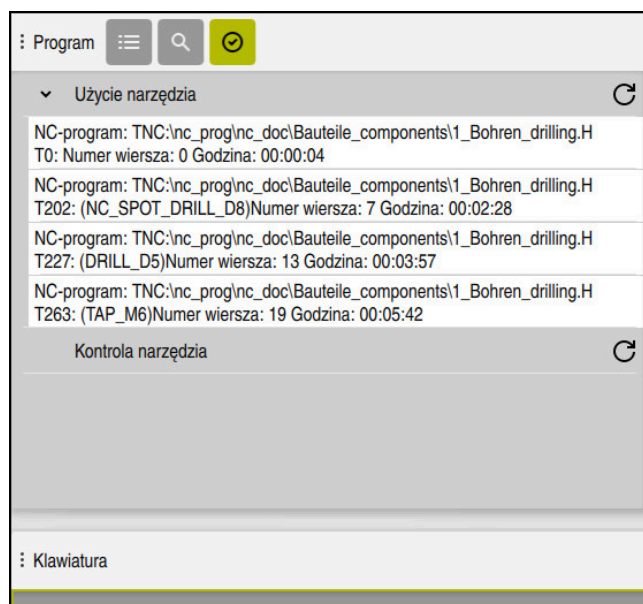 Program
Użycie narzędzia
NC-program: TNC:\nc_prog\nc_doc\Bauteile_components\1_Bohren_drilling.H
T0: Numer wiersza: 0 Godzina: 00:00:04
NC-program: TNC:\nc_prog\nc_doc\Bauteile_components\1_Bohren_drilling.H
T202: (NC_SPOT_DRILL_D8)Numer wiersza: 7 Godzina: 00:02:28
NC-program: TNC:\nc_prog\nc_doc\Bauteile_components\1_Bohren_drilling.H
T227: (DRILL_D5)Numer wiersza: 13 Godzina: 00:03:57
NC-program: TNC:\nc_prog\nc_doc\Bauteile_components\1_Bohren_drilling.H
T263: (TAP_M6)Numer wiersza: 19 Godzina: 00:05:42
Kontrola narzędzia
Klawiatura